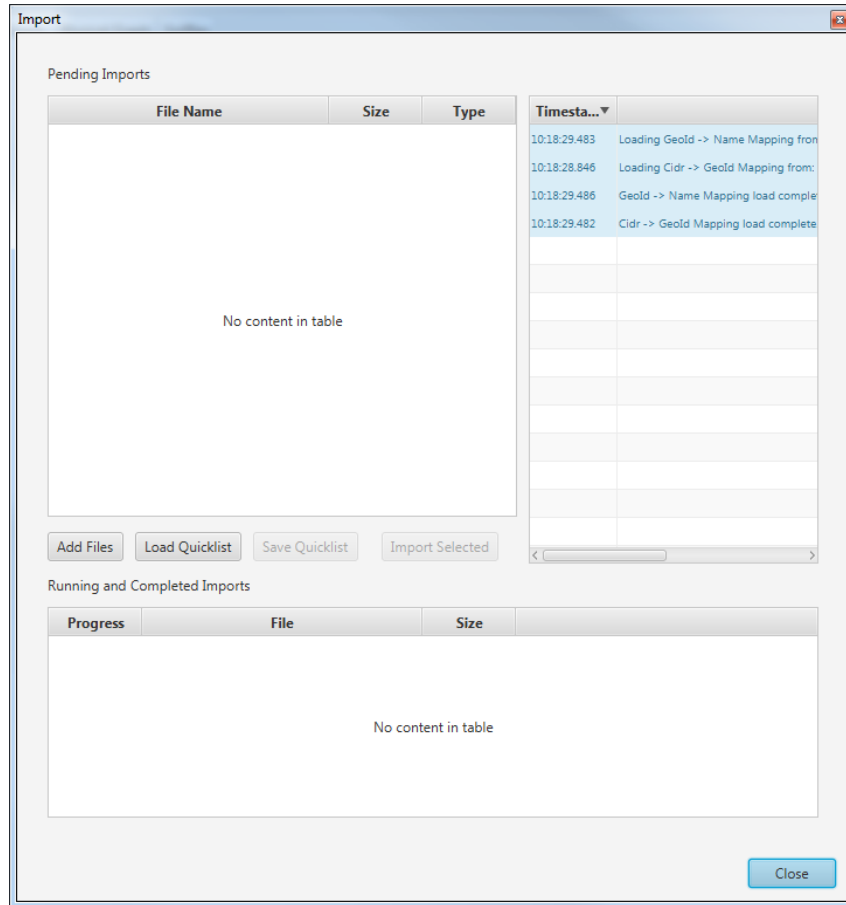 Import
Pending Imports
File Name Size Type
No content in table
Timesta...
10:18:29.483 Loading GeoId -> Name Mapping from
10:18:28.846 Loading Cidr -> GeoId Mapping from:
10:18:29.486 GeoId -> Name Mapping load comple
10:18:29.482 Cidr -> GeoId Mapping load complete
Add Files Load Quicklist Save Quicklist Import Selected
Running and Completed Imports
Progress File Size
No content in table
Close